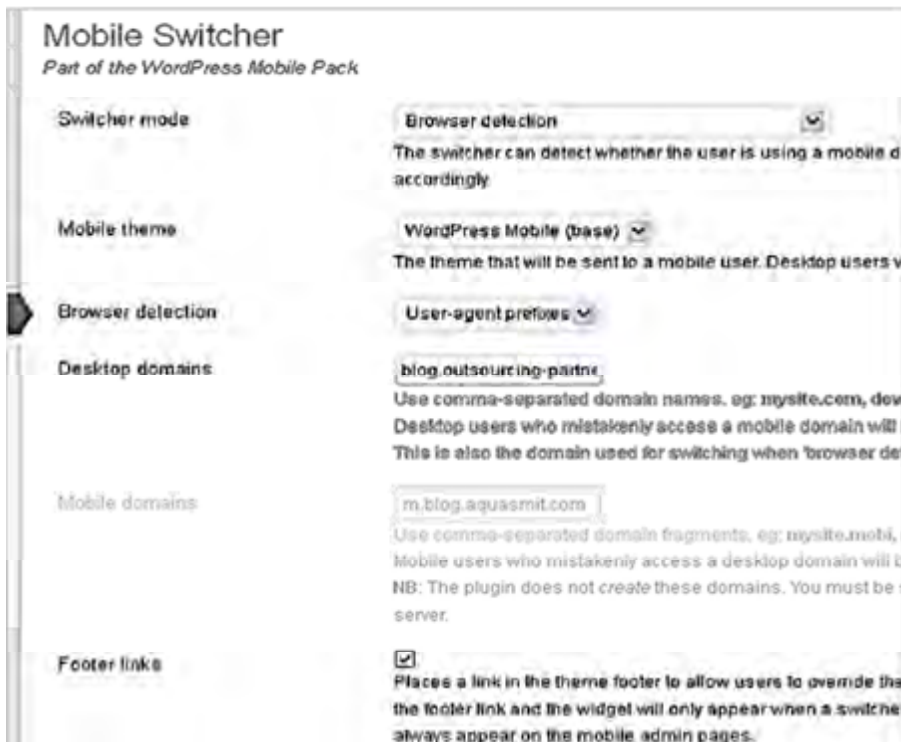 Mobile Switcher
Part of the WordPress Mobile Pack
Switcher mode
Browser detection
The switcher can detect whether the user is using a mobile d
accordingly
Mobile theme
WordPress Mobile (base)
The theme that will be sent to a mobile user. Desktop users v
Browser detection
User-agent prefixes
Desktop domains
blog.outsourcing-partne
Use comma-separated domain names. eg: mysite.com, dev
Desktop users who mistakenly access a mobile domain will
This is also the domain used for switching when 'browser de
Mobile domains
m.blog.aquasmit.com
Use comma-separated domain fragments. eg: mysite.mobi,
Mobile users who mistakenly access a desktop domain will b
NB: The plugin does not create these domains. You must be s
server.
Footer links
Places a link in the theme footer to allow users to override the
the footer link and the widget will only appear when a switche
always appear on the mobile admin pages.